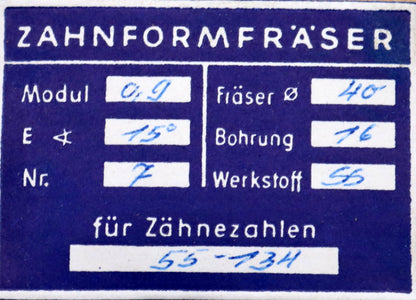 ZAHNFORMFRÄSER
Modul 0,9 Fräser Ø 40
E ∢ 15° Bohrung 16
Nr. 7 Werkstoff SS
für Zähnezahlen
55-134